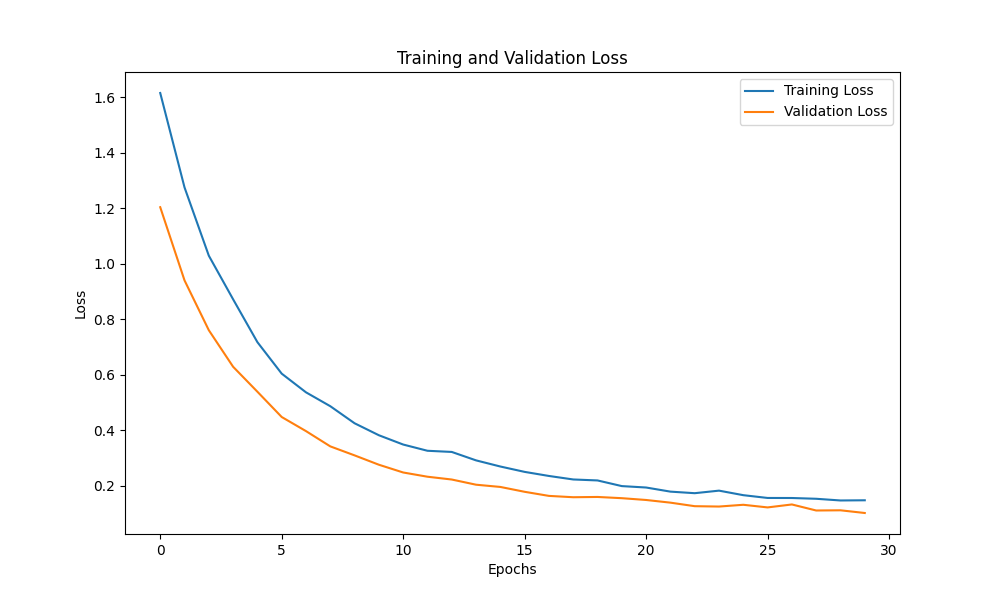 Training and Validation Loss
Training Loss
Validation Loss
1.6
1.4
1.2
1.0
0.8
0.6
0.4
0.2
Loss
0 5 10 15 20 25 30
Epochs